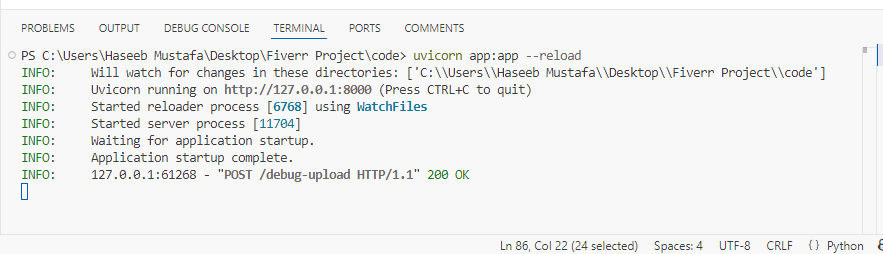 PROBLEMS OUTPUT DEBUG CONSOLE TERMINAL PORTS COMMENTS
PS C:\Users\Haseeb Mustafa\Desktop\Fiverr Project\code> uvicorn app:app --reload
INFO: Will watch for changes in these directories: ['C:\\Users\\Haseeb Mustafa\\Desktop\\Fiverr Project\\code']
INFO: Uvicorn running on http://127.0.0.1:8000 (Press CTRL+C to quit)
INFO: Started reloader process [6768] using WatchFiles
INFO: Started server process [11704]
INFO: Waiting for application startup.
INFO: Application startup complete.
INFO: 127.0.0.1:61268 - "POST /debug-upload HTTP/1.1" 200 OK
Ln 86, Col 22 (24 selected) Spaces: 4 UTF-8 CRLF {} Python